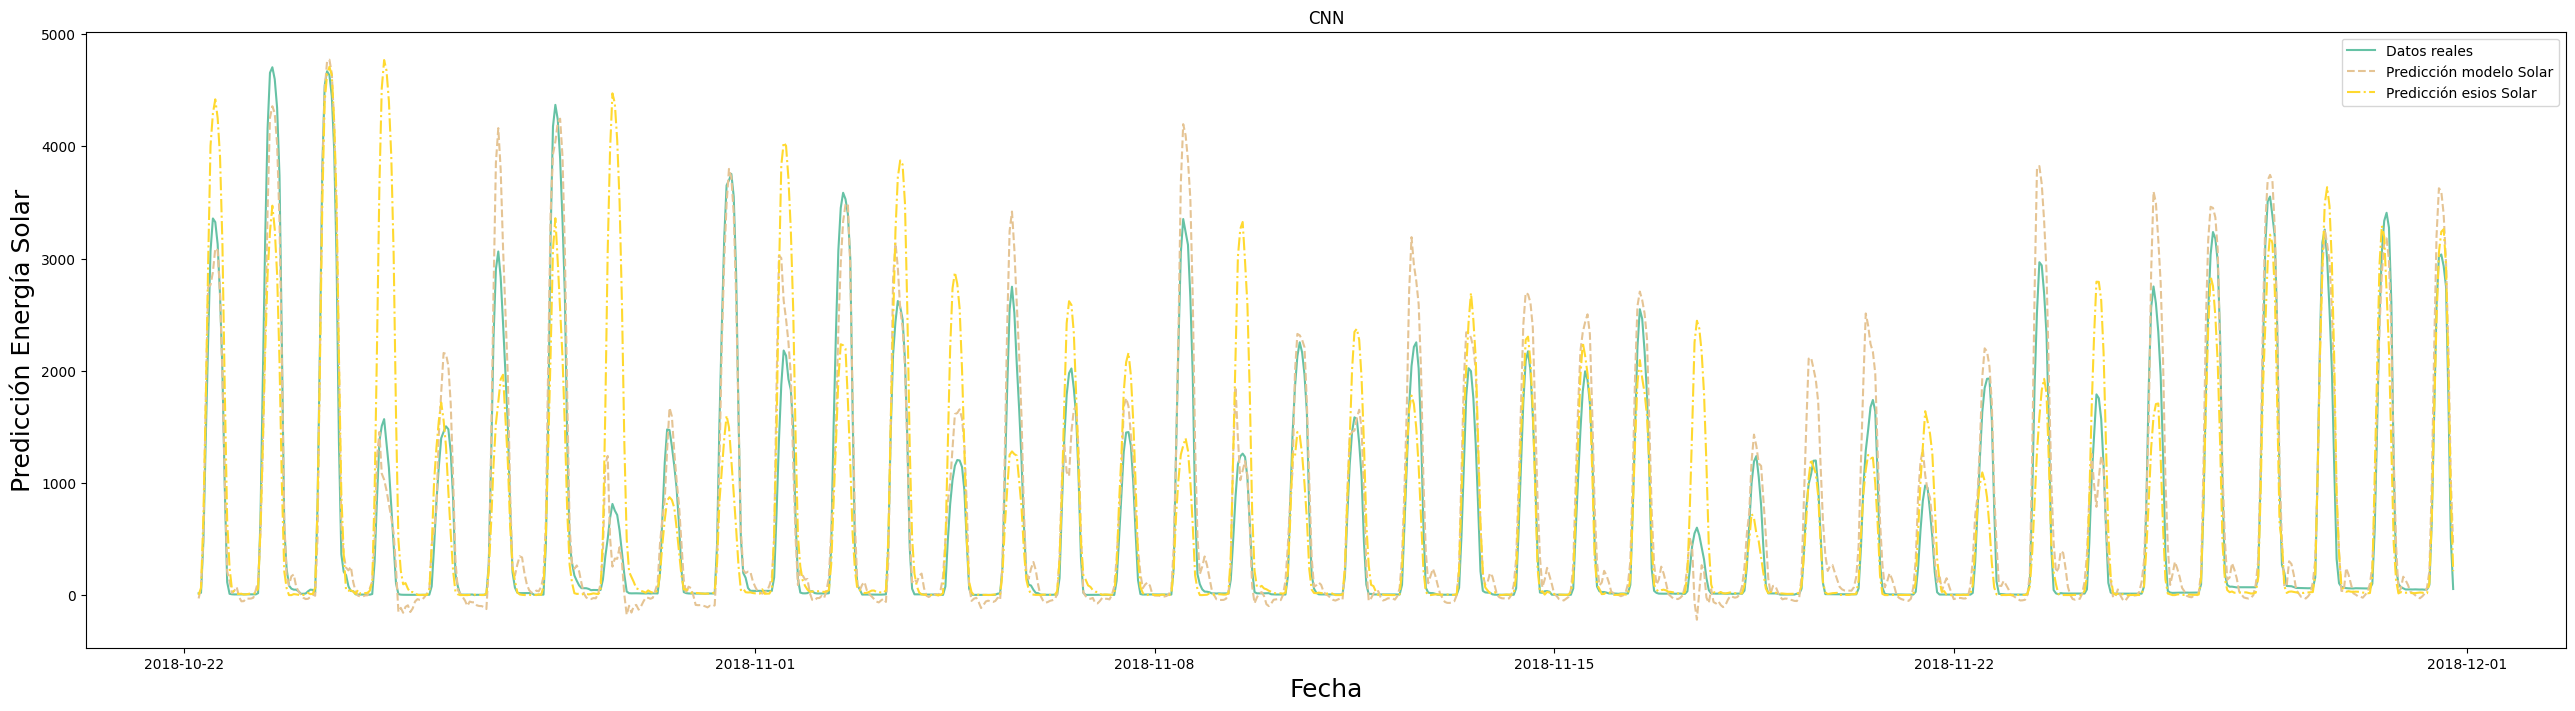 CNN
Predicción Energía Solar
5000
4000
3000
2000
1000
0
Datos reales
Predicción modelo Solar
Predicción esios Solar
2018-10-22
2018-11-01
2018-11-08
2018-11-15
2018-11-22
2018-12-01
Fecha